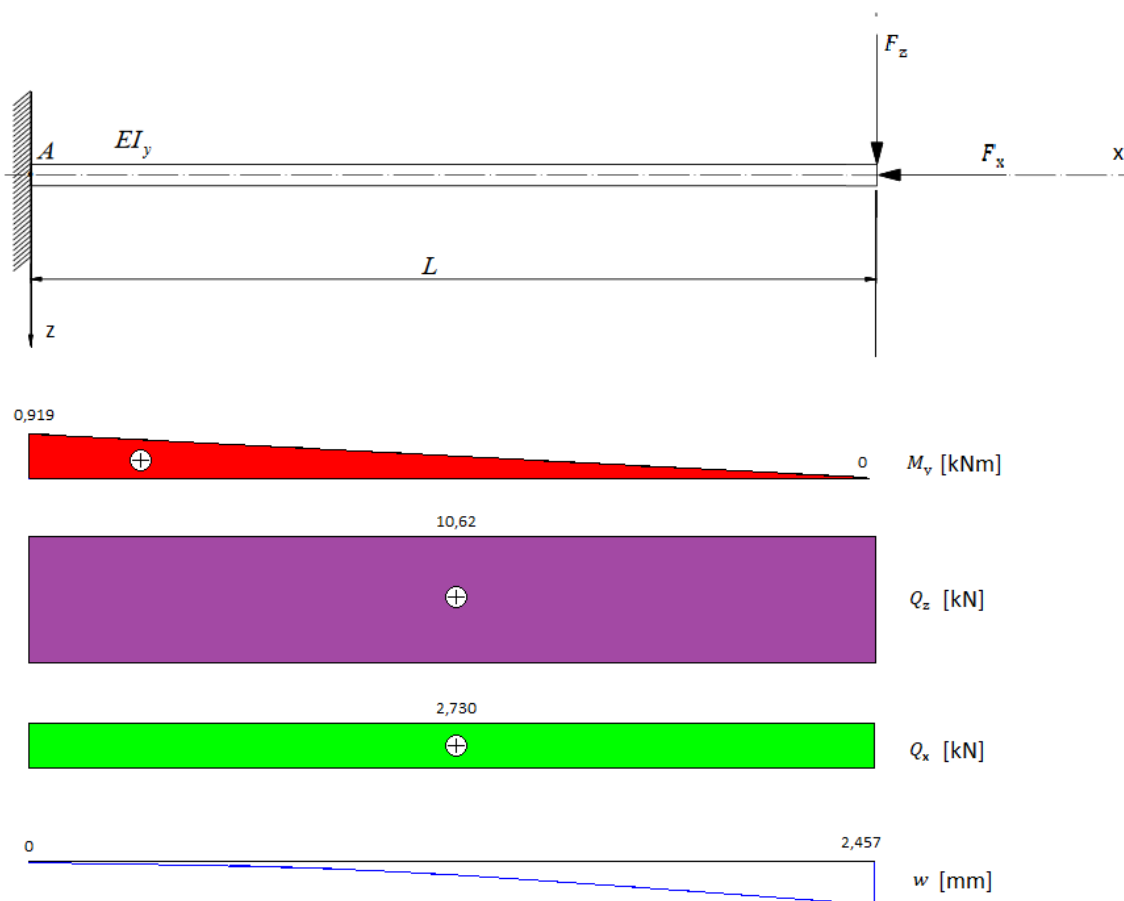 F_z
A
EI_y
F_x
x
L
z
0,919
0
M_y [kNm]
10,62
Q_z [kN]
2,730
Q_x [kN]
0
2,457
w [mm]